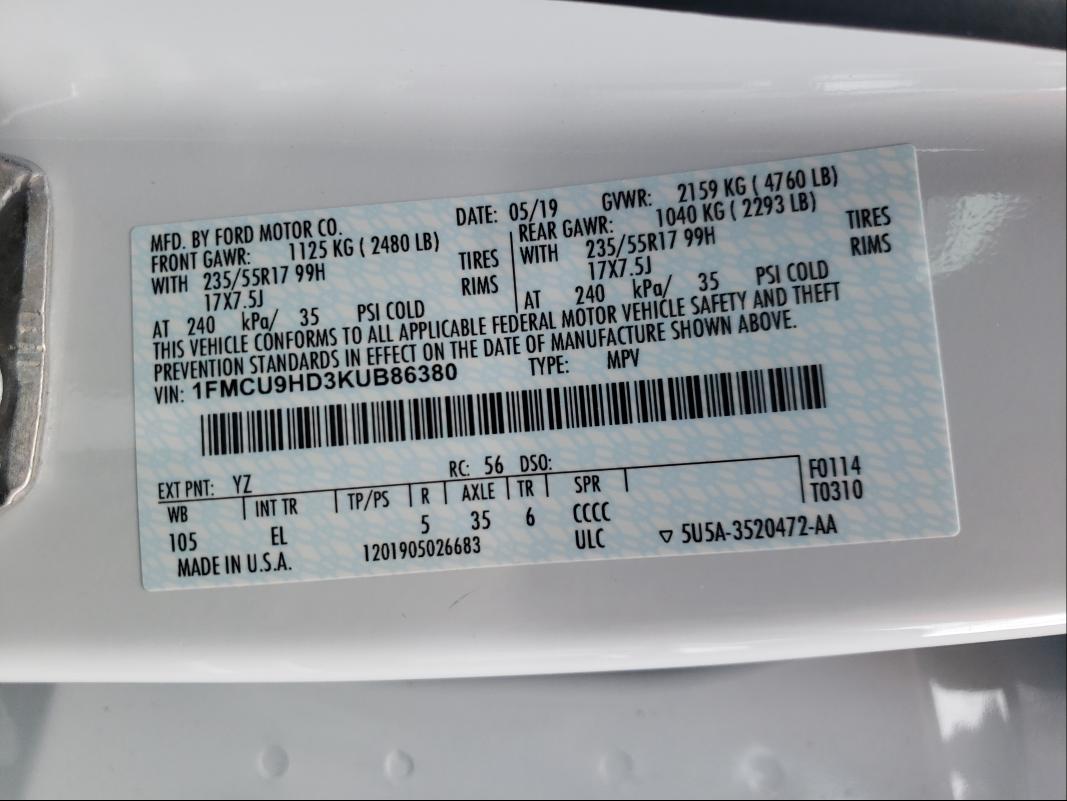 MFD. BY FORD MOTOR CO. DATE: 05/19 GVWR: 2159 KG ( 4760 LB)
FRONT GAWR: 1125 KG ( 2480 LB)
WITH 235/55R17 99H TIRES
17X7.5J RIMS
AT 240 kPa/ 35 PSI COLD
REAR GAWR: 1040 KG ( 2293 LB)
WITH 235/55R17 99H TIRES
17X7.5J RIMS
AT 240 kPa/ 35 PSI COLD
THIS VEHICLE CONFORMS TO ALL APPLICABLE FEDERAL MOTOR VEHICLE SAFETY AND THEFT
PREVENTION STANDARDS IN EFFECT ON THE DATE OF MANUFACTURE SHOWN ABOVE.
VIN: 1FMCU9HD3KUB86380 TYPE: MPV
EXT PNT: YZ RC: 56 DSO:
WB INT TR TP/PS R AXLE TR SPR
105 EL 5 35 6 CCCC
F0114
T0310
MADE IN U.S.A. 1201905026683 ULC ▽ 5U5A-3520472-AA